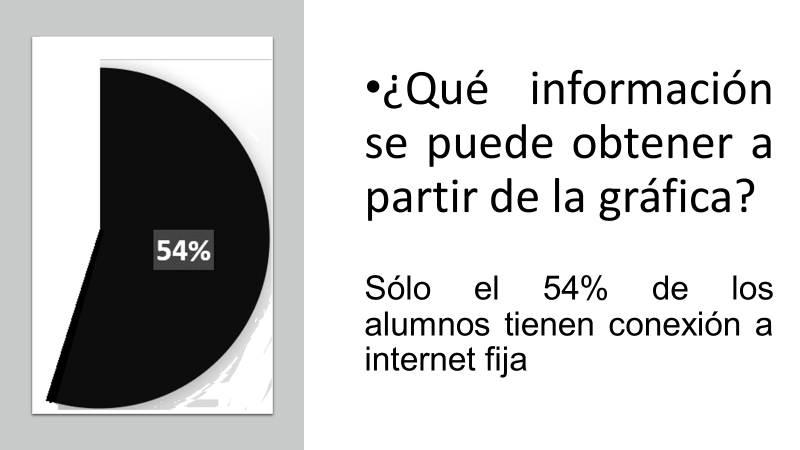 54%
•¿Qué información
se puede obtener a
partir de la gráfica?
Sólo el 54% de los
alumnos tienen conexión a
internet fija